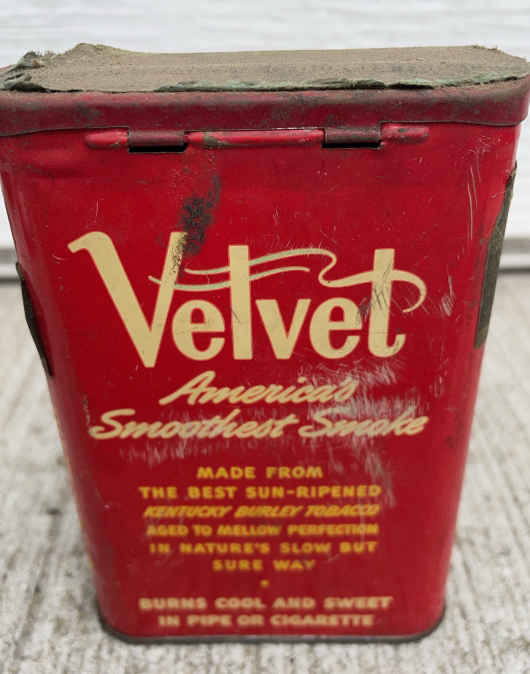 Velvet
America's
Smoothest Smoke
MADE FROM
THE BEST SUN-RIPENED
KENTUCKY BURLEY TOBACCO
AGED TO MELLOW PERFECTION
IN NATURE'S SLOW BUT
SURE WAY
•
BURNS COOL AND SWEET
IN PIPE OR CIGARETTE